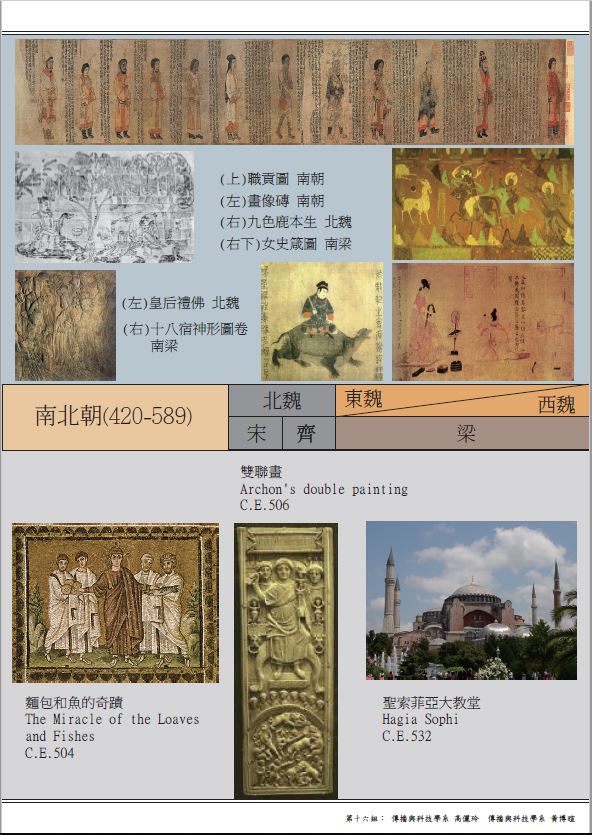 (上)職貢圖 南朝
(左)畫像磚 南朝
(右)九色鹿本生 北魏
(右下)女史箴圖 南梁
(左)皇后禮佛 北魏
(右)十八宿神形圖卷
南梁
南北朝(420-589)
北魏
東魏
西魏
宋
齊
梁
雙聯畫
Archon's double painting
C.E.506
麵包和魚的奇蹟
The Miracle of the Loaves
and Fishes
C.E.504
聖索菲亞大教堂
Hagia Sophi
C.E.532
第十六組: 傳播與科技學系 高儷玲 傳播與科技學系 黃博暄